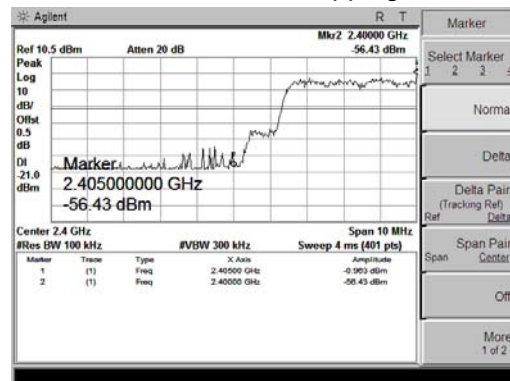 Agilent
R T
Marker
Mkr2 2.40000 GHz
Ref 10.5 dBm Atten 20 dB -56.43 dBm
Peak
Log
10
dB/
Offst
0.5
dB
DI
-21.0
dBm
Marker
2.405000000 GHz
-56.43 dBm
Center 2.4 GHz Span 10 MHz
#Res BW 100 kHz #VBW 300 kHz Sweep 4 ms (401 pts)
Marker Trace Type X Axis Amplitude
1 (1) Freq 2.40500 GHz -0.963 dBm
2 (1) Freq 2.40000 GHz -56.43 dBm
Select Marker
1 2 3
Norma
Delta
Delta Pair
(Tracking Ref)
Ref Delta
Span Pair
Span Center
Off
More
1 of 2